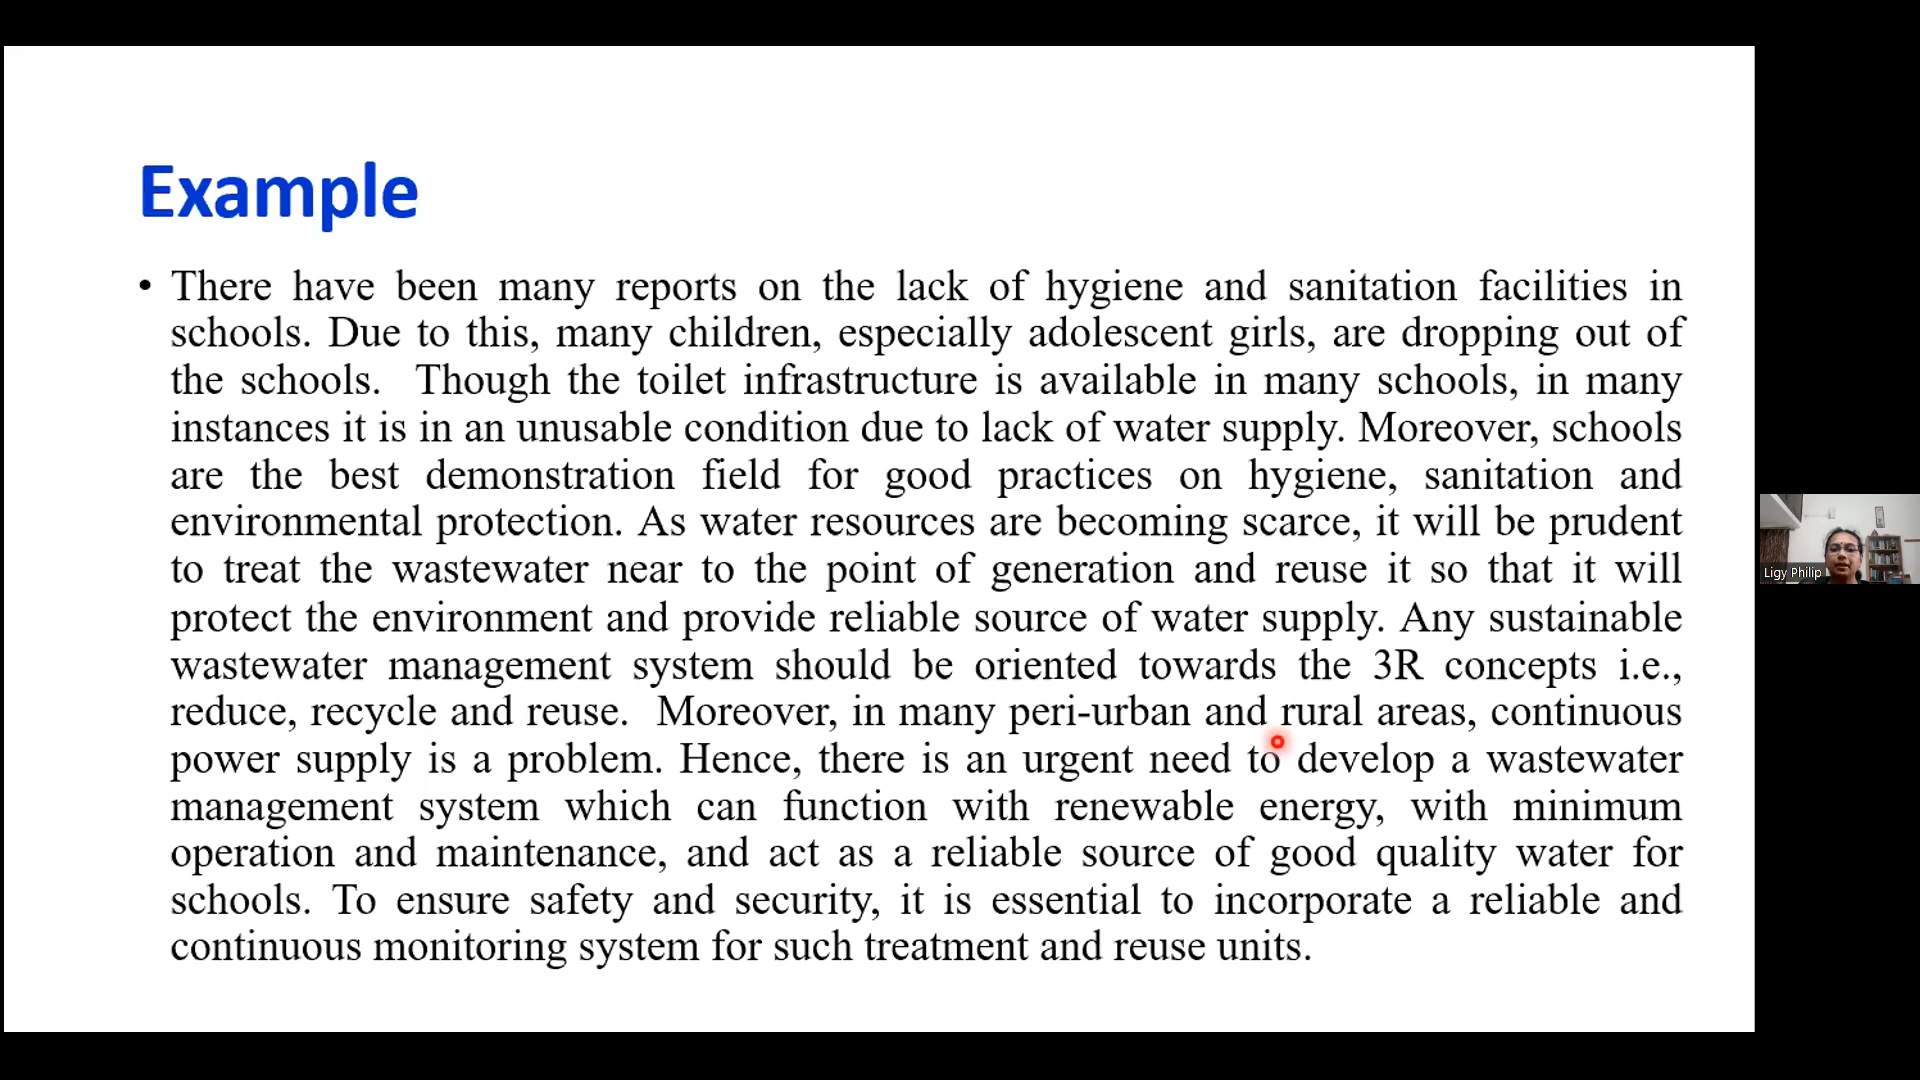 Example
• There have been many reports on the lack of hygiene and sanitation facilities in
schools. Due to this, many children, especially adolescent girls, are dropping out of
the schools.  Though the toilet infrastructure is available in many schools, in many
instances it is in an unusable condition due to lack of water supply. Moreover, schools
are the best demonstration field for good practices on hygiene, sanitation and
environmental protection. As water resources are becoming scarce, it will be prudent
to treat the wastewater near to the point of generation and reuse it so that it will
protect the environment and provide reliable source of water supply. Any sustainable
wastewater management system should be oriented towards the 3R concepts i.e.,
reduce, recycle and reuse.  Moreover, in many peri-urban and rural areas, continuous
power supply is a problem. Hence, there is an urgent need to develop a wastewater
management system which can function with renewable energy, with minimum
operation and maintenance, and act as a reliable source of good quality water for
schools. To ensure safety and security, it is essential to incorporate a reliable and
continuous monitoring system for such treatment and reuse units.
Ligy Philip